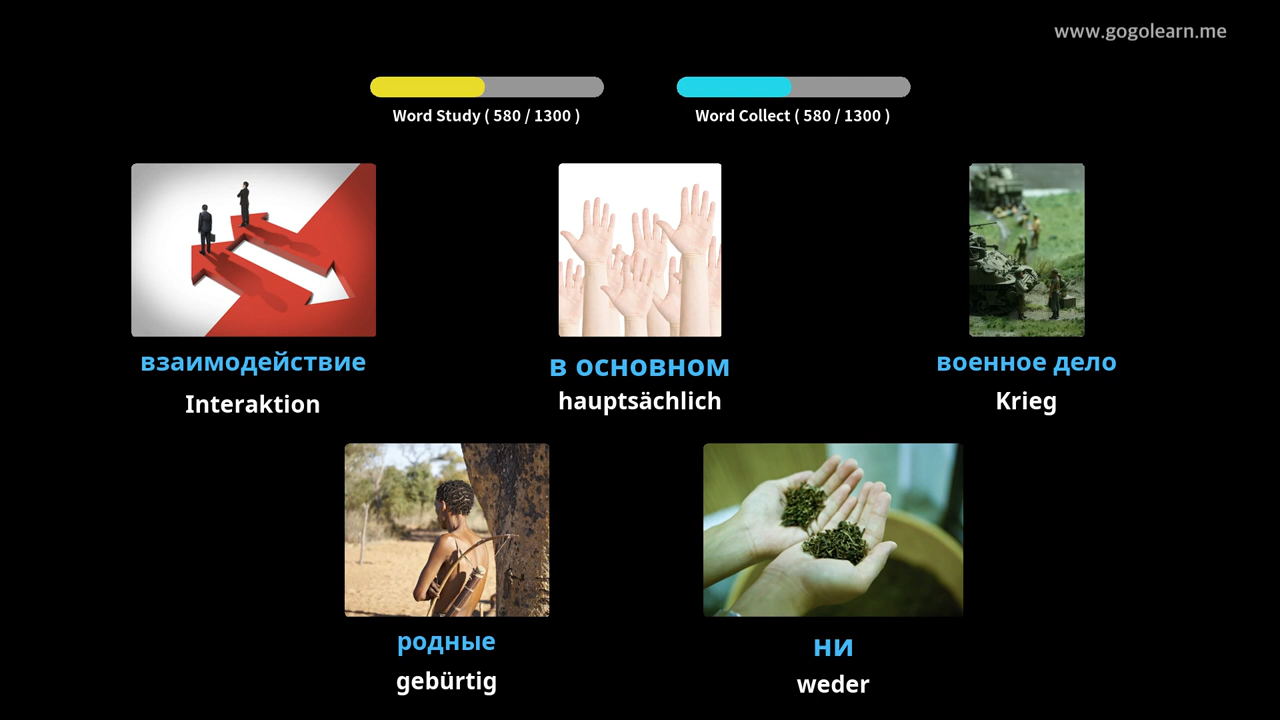 www.gogolearn.me
Word Study ( 580 / 1300 )
Word Collect ( 580 / 1300 )
взаимодействие
Interaktion
в основном
hauptsächlich
военное дело
Krieg
родные
gebürtig
ни
weder